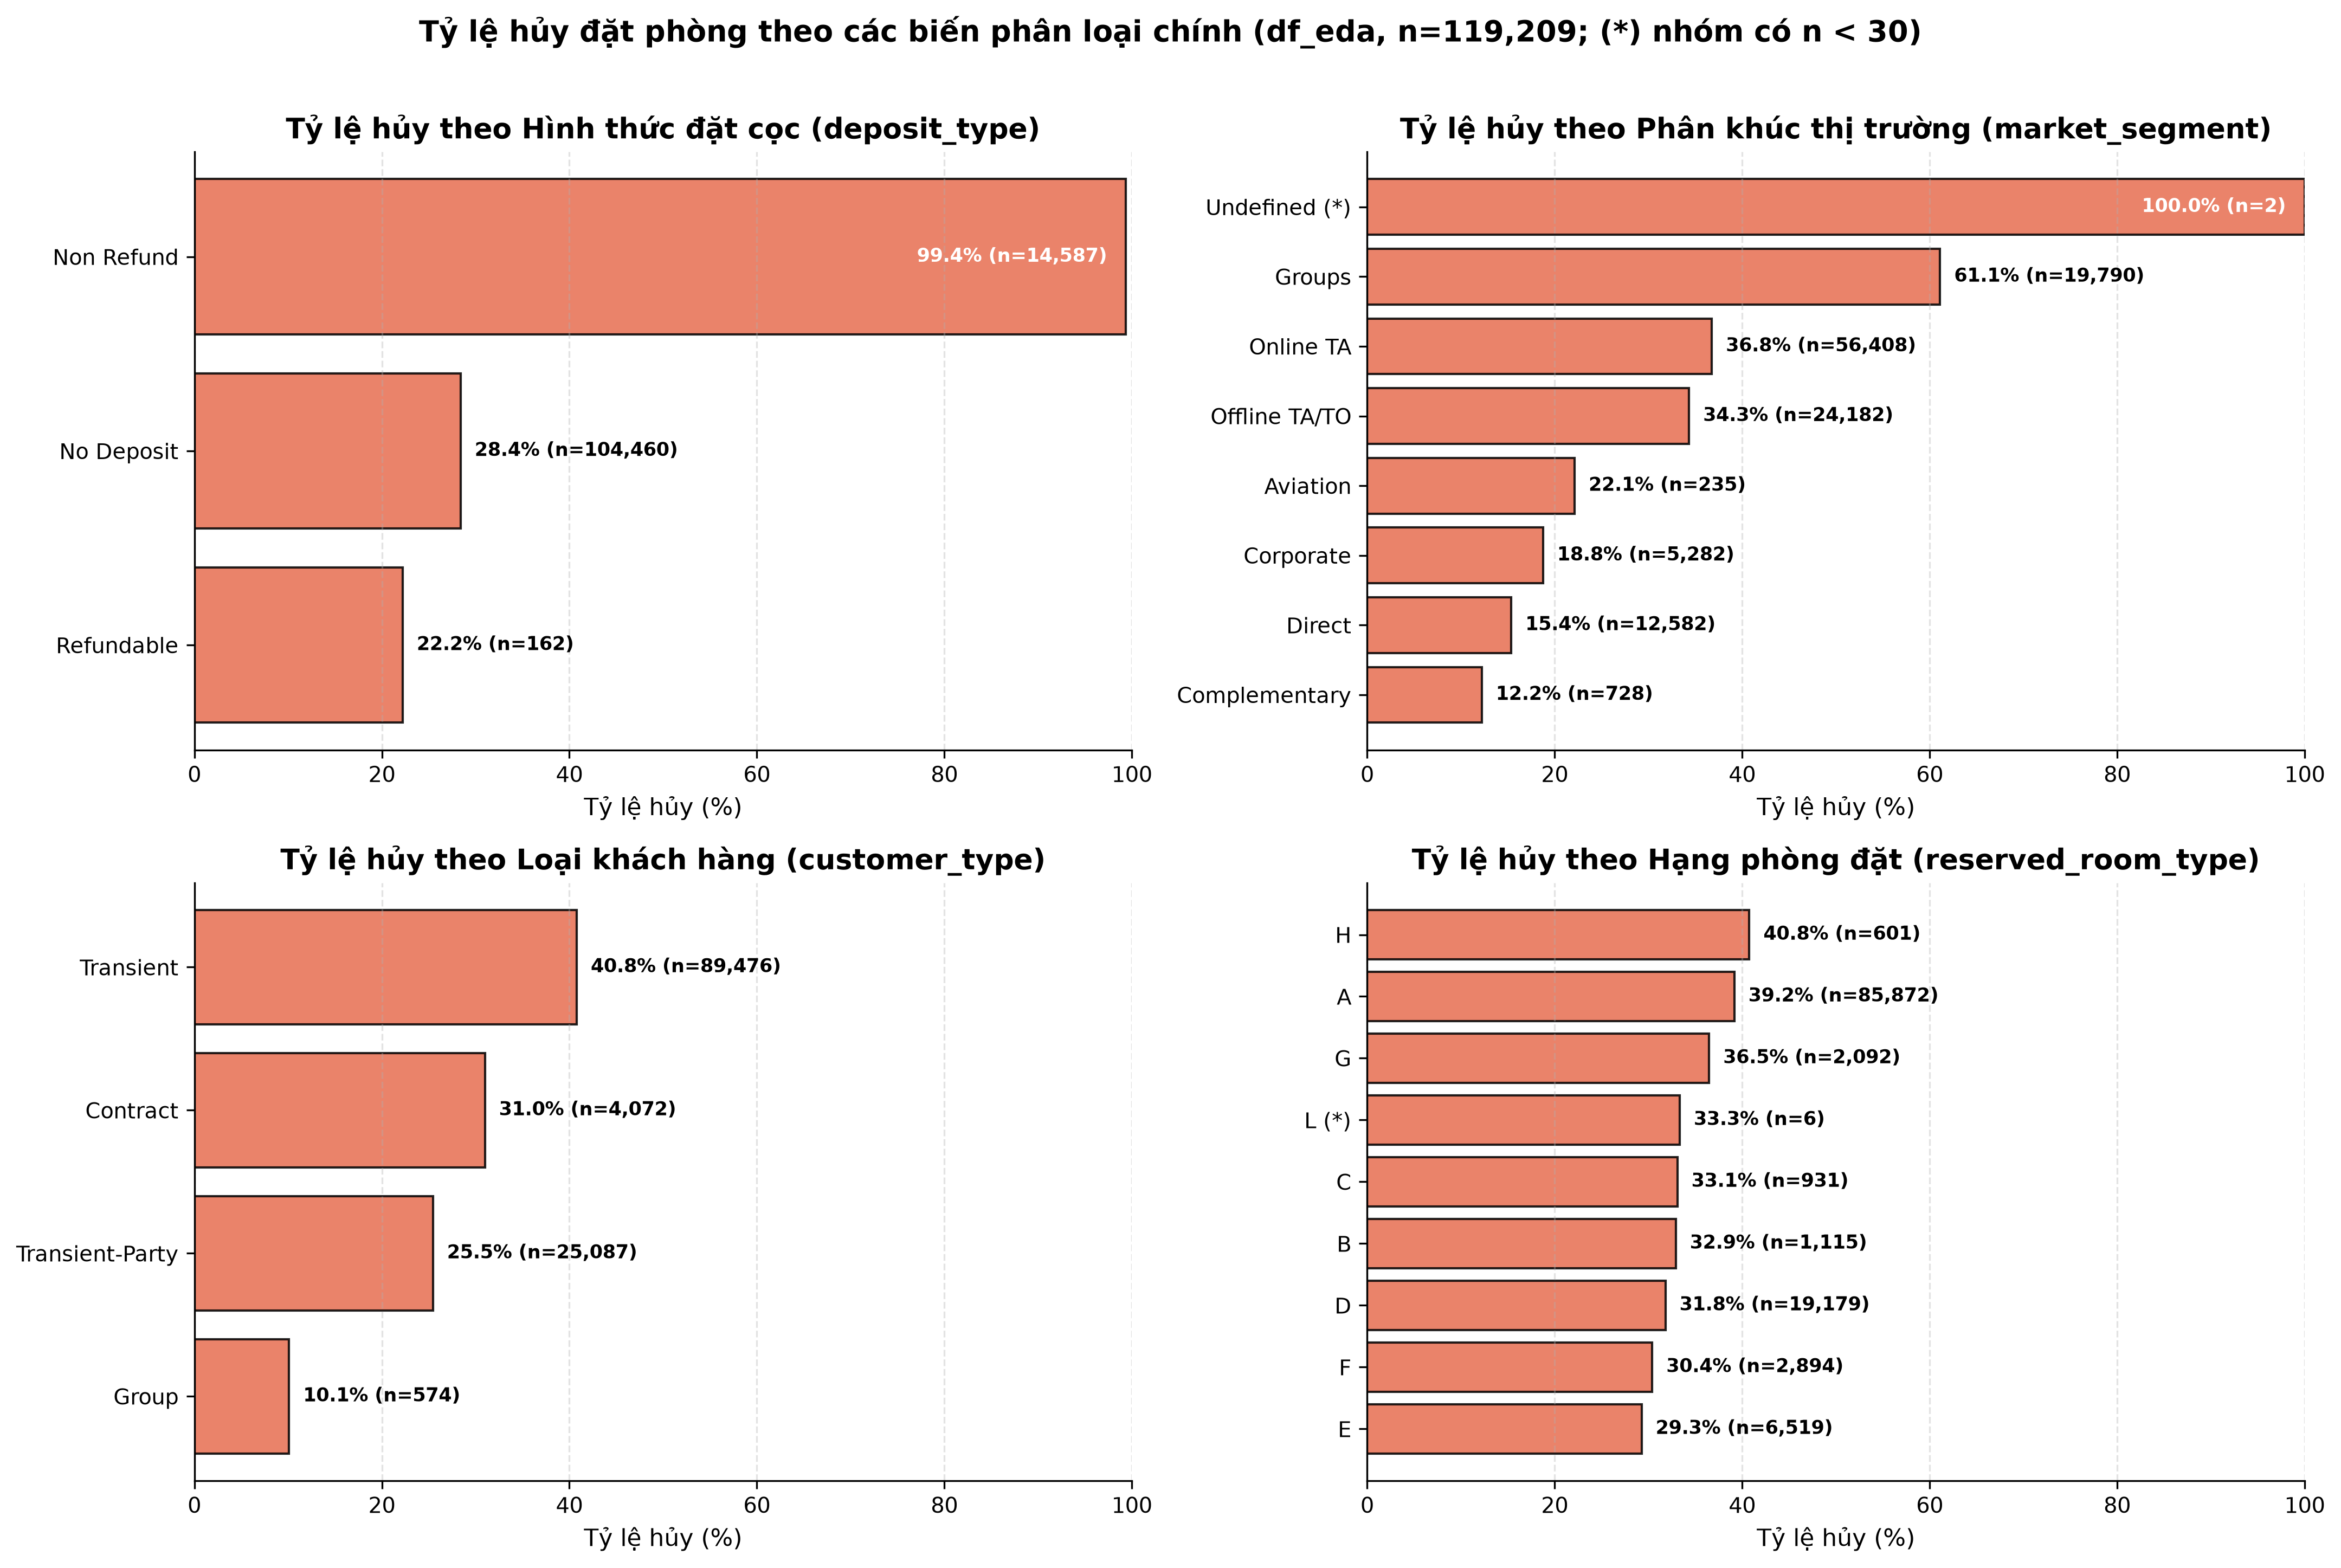 Tỷ lệ hủy đặt phòng theo các biến phân loại chính (df_eda, n=119,209; (*) nhóm có n < 30)
Tỷ lệ hủy theo Hình thức đặt cọc (deposit_type)
Non Refund
99.4% (n=14,587)
No Deposit
28.4% (n=104,460)
Refundable
22.2% (n=162)
0 20 40 60 80 100
Tỷ lệ hủy (%)
Tỷ lệ hủy theo Phân khúc thị trường (market_segment)
Undefined (*)
100.0% (n=2)
Groups
61.1% (n=19,790)
Online TA
36.8% (n=56,408)
Offline TA/TO
34.3% (n=24,182)
Aviation
22.1% (n=235)
Corporate
18.8% (n=5,282)
Direct
15.4% (n=12,582)
Complementary
12.2% (n=728)
0 20 40 60 80 100
Tỷ lệ hủy (%)
Tỷ lệ hủy theo Loại khách hàng (customer_type)
Transient
40.8% (n=89,476)
Contract
31.0% (n=4,072)
Transient-Party
25.5% (n=25,087)
Group
10.1% (n=574)
0 20 40 60 80 100
Tỷ lệ hủy (%)
Tỷ lệ hủy theo Hạng phòng đặt (reserved_room_type)
H
40.8% (n=601)
A
39.2% (n=85,872)
G
36.5% (n=2,092)
L (*)
33.3% (n=6)
C
33.1% (n=931)
B
32.9% (n=1,115)
D
31.8% (n=19,179)
F
30.4% (n=2,894)
E
29.3% (n=6,519)
0 20 40 60 80 100
Tỷ lệ hủy (%)